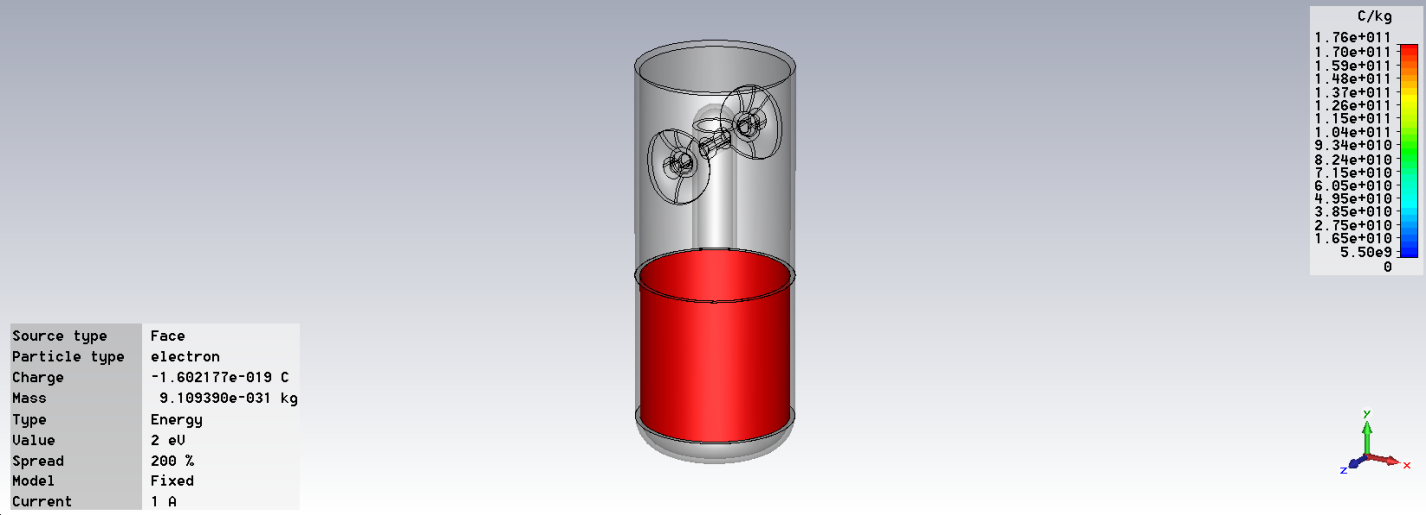 C/kg
1.76e+011
1.70e+011
1.59e+011
1.48e+011
1.37e+011
1.26e+011
1.15e+011
1.04e+011
9.34e+010
8.24e+010
7.15e+010
6.05e+010
4.95e+010
3.85e+010
2.75e+010
1.65e+010
5.50e9
0
Source type Face
Particle type electron
Charge -1.602177e-019 C
Mass 9.109390e-031 kg
Type Energy
Value 2 eV
Spread 200 %
Model Fixed
Current 1 A
y
x
z